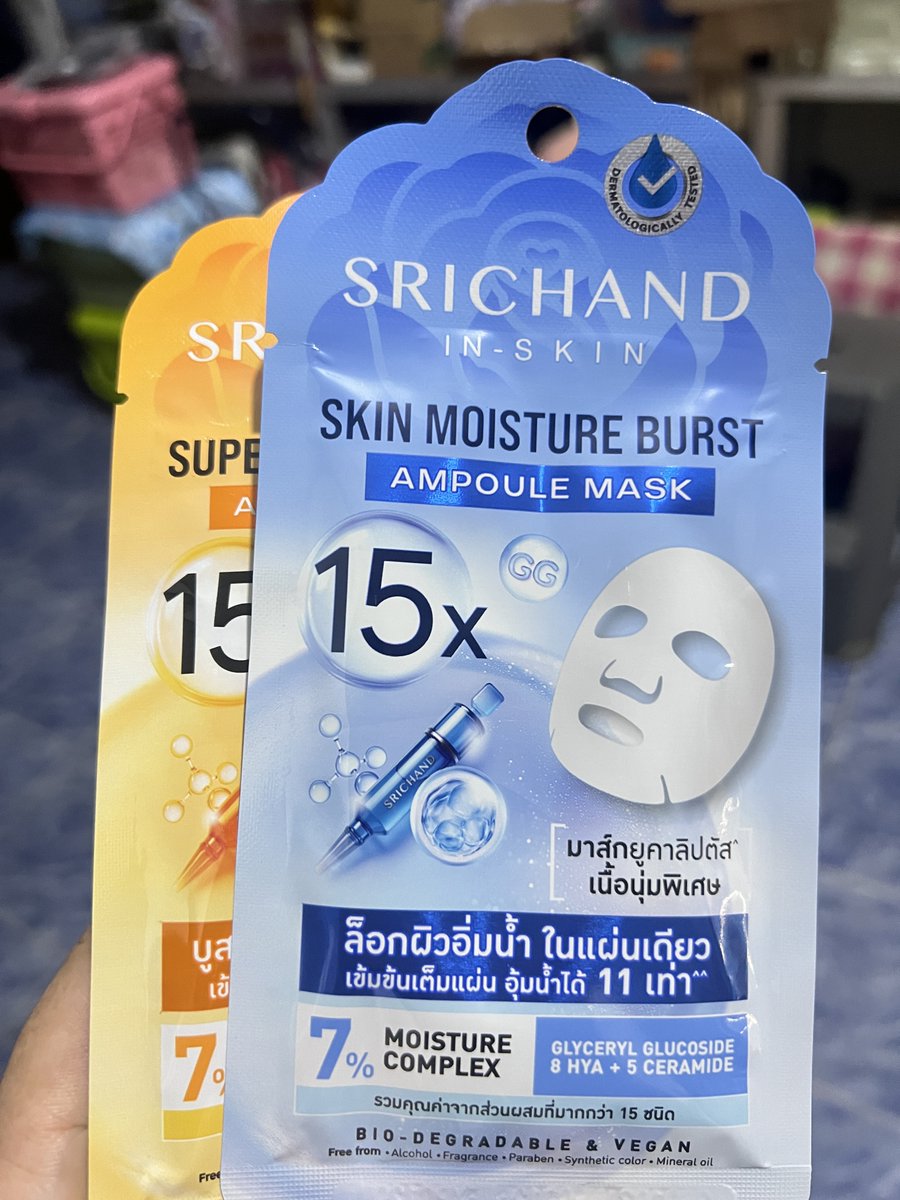 DERMATOLOGICALLY TESTED
SRICHAND
IN-SKIN
SKIN MOISTURE BURST
AMPOULE MASK
15x
GG
SRICHAND
มาส์กยูคาลิปตัส^
เนื้อนุ่มพิเศษ
ล็อกผิวอิ่มน้ำ ในแผ่นเดียว
เข้มข้นเต็มแผ่น อุ้มน้ำได้ 11 เท่า^^
7% MOISTURE COMPLEX
GLYCERYL GLUCOSIDE
8 HYA + 5 CERAMIDE
รวมคุณค่าจากส่วนผสมที่มากกว่า 15 ชนิด
BIO-DEGRADABLE & VEGAN
Free from • Alcohol • Fragrance • Paraben • Synthetic color • Mineral oil
SR
SUPE
A
15
บูส
เข้
7%
Free